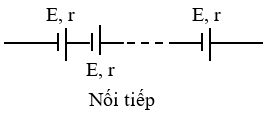 E, r
E, r
E, r
Nối tiếp